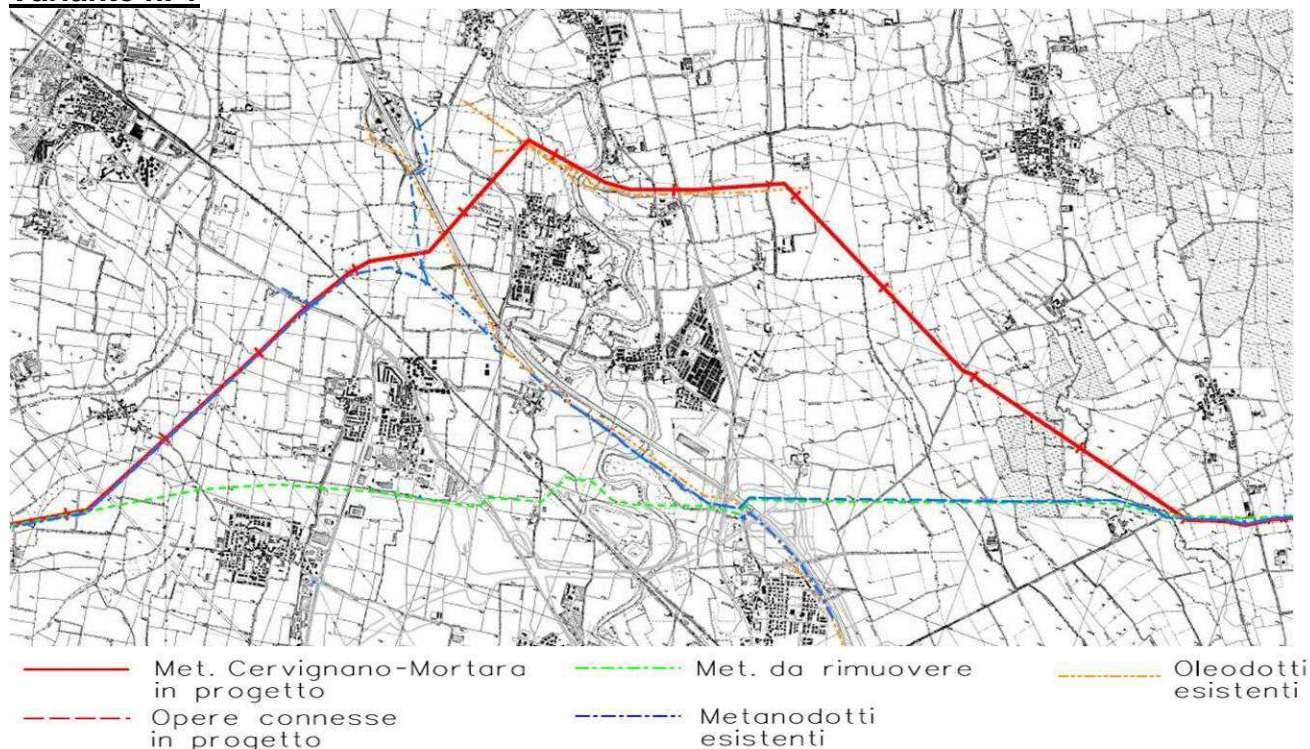 Met. Cervignano-Mortara
in progetto
Opere connesse
in progetto
Met. da rimuovere
Metanodotti
esistenti
Oleodotti
esistenti